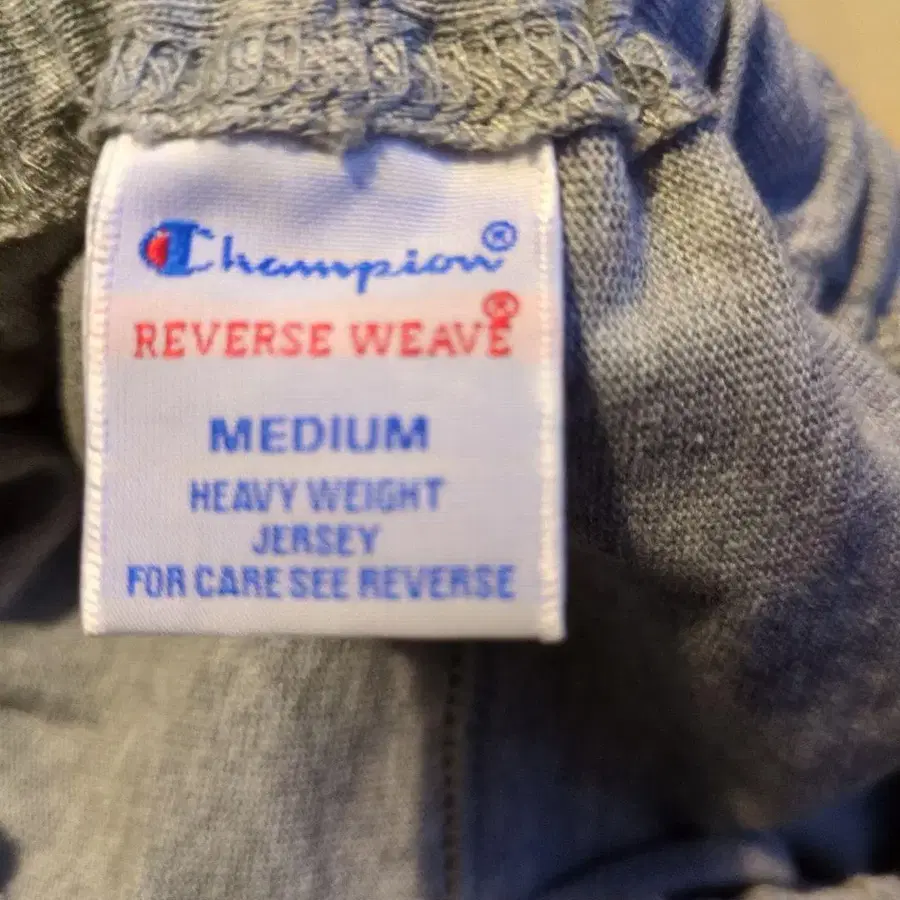 Champion®
REVERSE WEAVE®
MEDIUM
HEAVY WEIGHT
JERSEY
FOR CARE SEE REVERSE